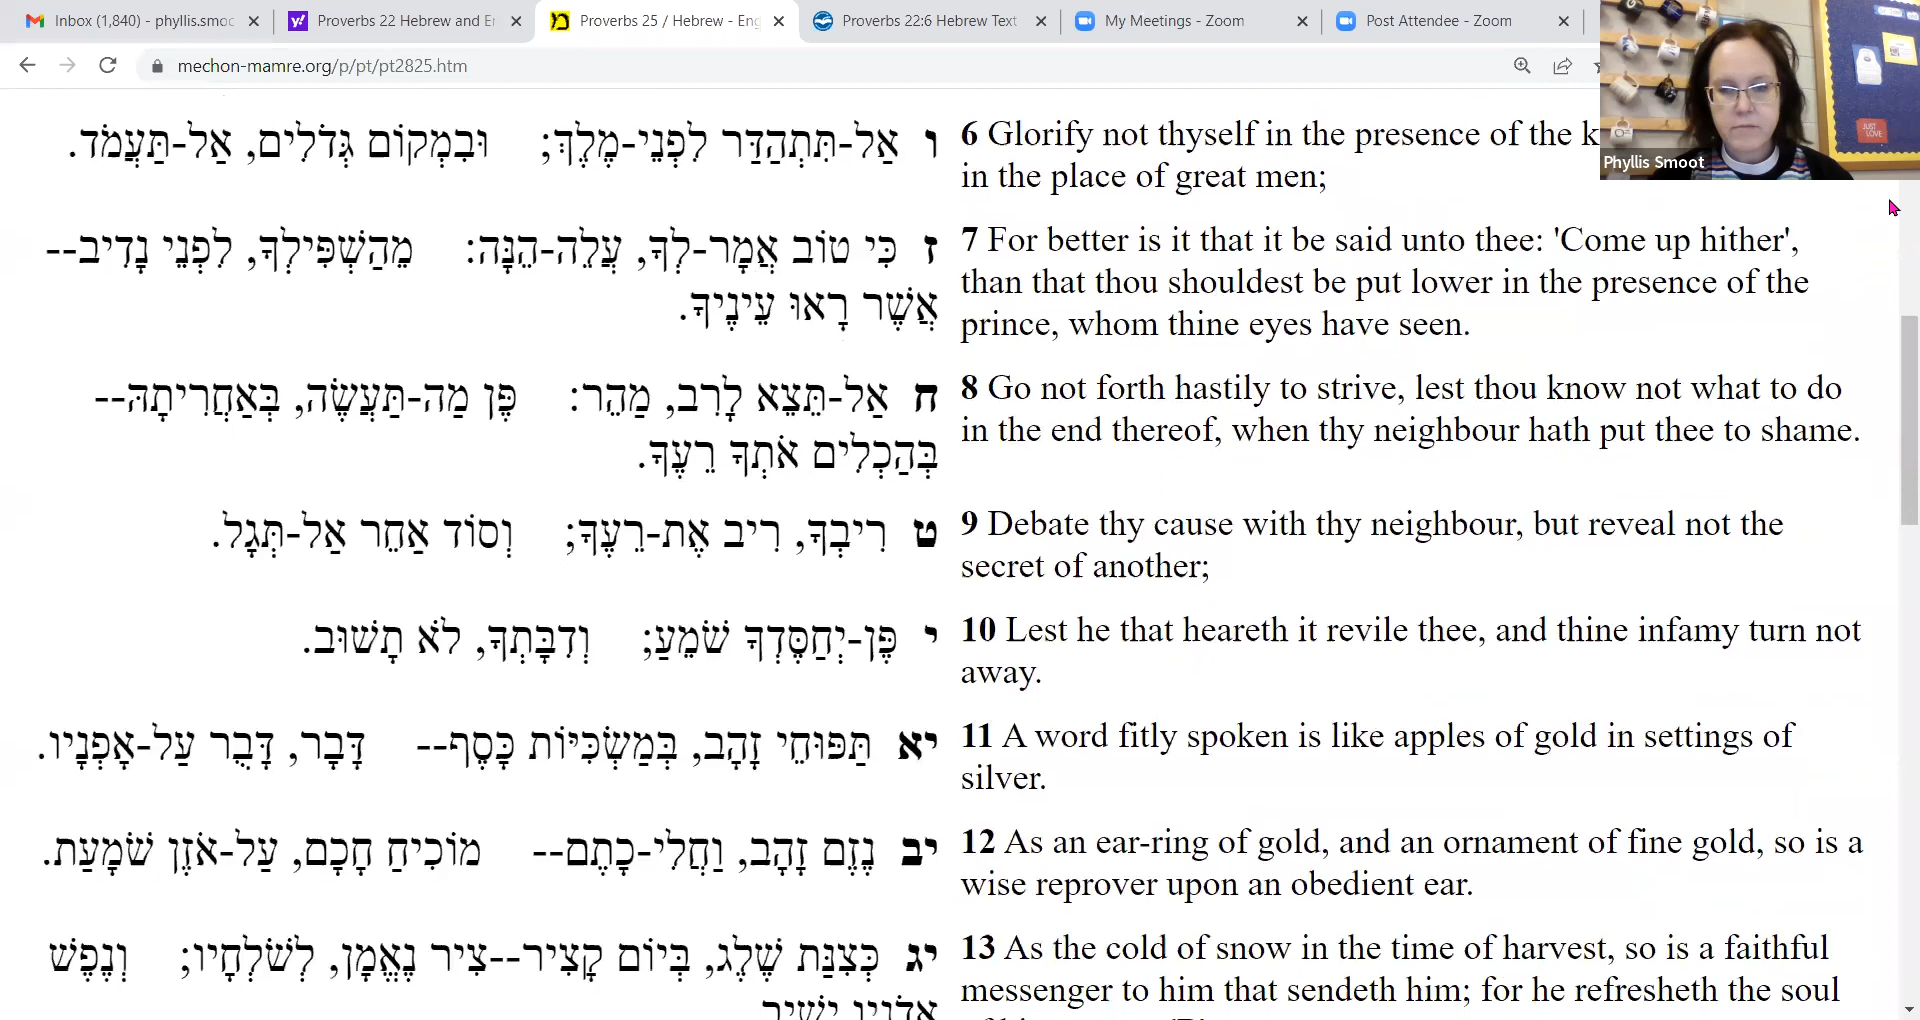 Inbox (1,840) - phyllis.smoc
Proverbs 22 Hebrew and Er
Proverbs 25 / Hebrew - Eng
Proverbs 22:6 Hebrew Text
My Meetings - Zoom
Post Attendee - Zoom
mechon-mamre.org/p/pt/pt2825.htm
JUST LOVE
Phyllis Smoot
ו אַל-תִּתְהַדַּר לִפְנֵי-מֶלֶךְ; וּבִמְקוֹם גְּדֹלִים, אַל-תַּעֲמֹד.
6 Glorify not thyself in the presence of the k
in the place of great men;
ז כִּי טוֹב אֲמָר-לְךָ, עֲלֵה-הֵנָּה: מֵהַשְׁפִּילְךָ, לִפְנֵי נָדִיב--
אֲשֶׁר רָאוּ עֵינֶיךָ.
7 For better is it that it be said unto thee: 'Come up hither',
than that thou shouldest be put lower in the presence of the
prince, whom thine eyes have seen.
ח אַל-תֵּצֵא לָרִב, מַהֵר: פֶּן מַה-תַּעֲשֶׂה, בְּאַחֲרִיתָהּ--
בְּהַכְלִים אֹתְךָ רֵעֶךָ.
8 Go not forth hastily to strive, lest thou know not what to do
in the end thereof, when thy neighbour hath put thee to shame.
ט רִיבְךָ, רִיב אֶת-רֵעֶךָ; וְסוֹד אַחֵר אַל-תְּגָל.
9 Debate thy cause with thy neighbour, but reveal not the
secret of another;
י פֶּן-יְחַסֶּדְךָ שֹׁמֵעַ; וְדִבָּתְךָ, לֹא תָשׁוּב.
10 Lest he that heareth it revile thee, and thine infamy turn not
away.
יא תַּפּוּחֵי זָהָב, בְּמַשְׂכִּיּוֹת כָּסֶף-- דָּבָר, דָּבֻר עַל-אָפְנָיו.
11 A word fitly spoken is like apples of gold in settings of
silver.
יב נֶזֶם זָהָב, וַחֲלִי-כָתֶם-- מוֹכִיחַ חָכָם, עַל-אֹזֶן שֹׁמָעַת.
12 As an ear-ring of gold, and an ornament of fine gold, so is a
wise reprover upon an obedient ear.
יג כְּצִנַּת שֶׁלֶג, בְּיוֹם קָצִיר--צִיר נֶאֱמָן, לְשֹׁלְחָיו; וְנֶפֶשׁ
אדניו ישיב
13 As the cold of snow in the time of harvest, so is a faithful
messenger to him that sendeth him; for he refresheth the soul